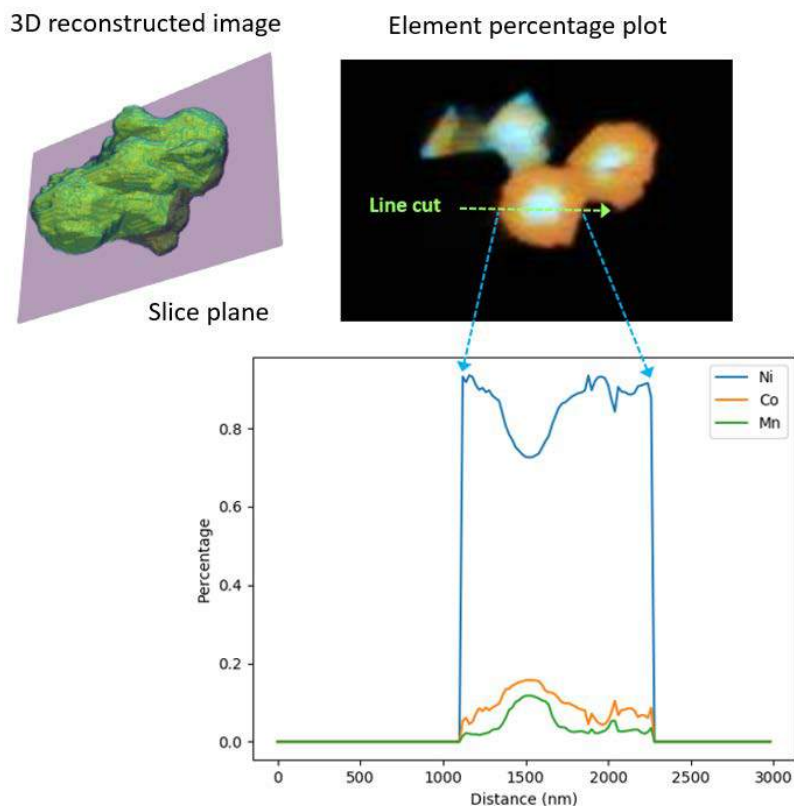 3D reconstructed image
Element percentage plot
Line cut
Slice plane
Ni
Co
Mn
0.8
0.6
0.4
0.2
0.0
Percentage
0 500 1000 1500 2000 2500 3000
Distance (nm)